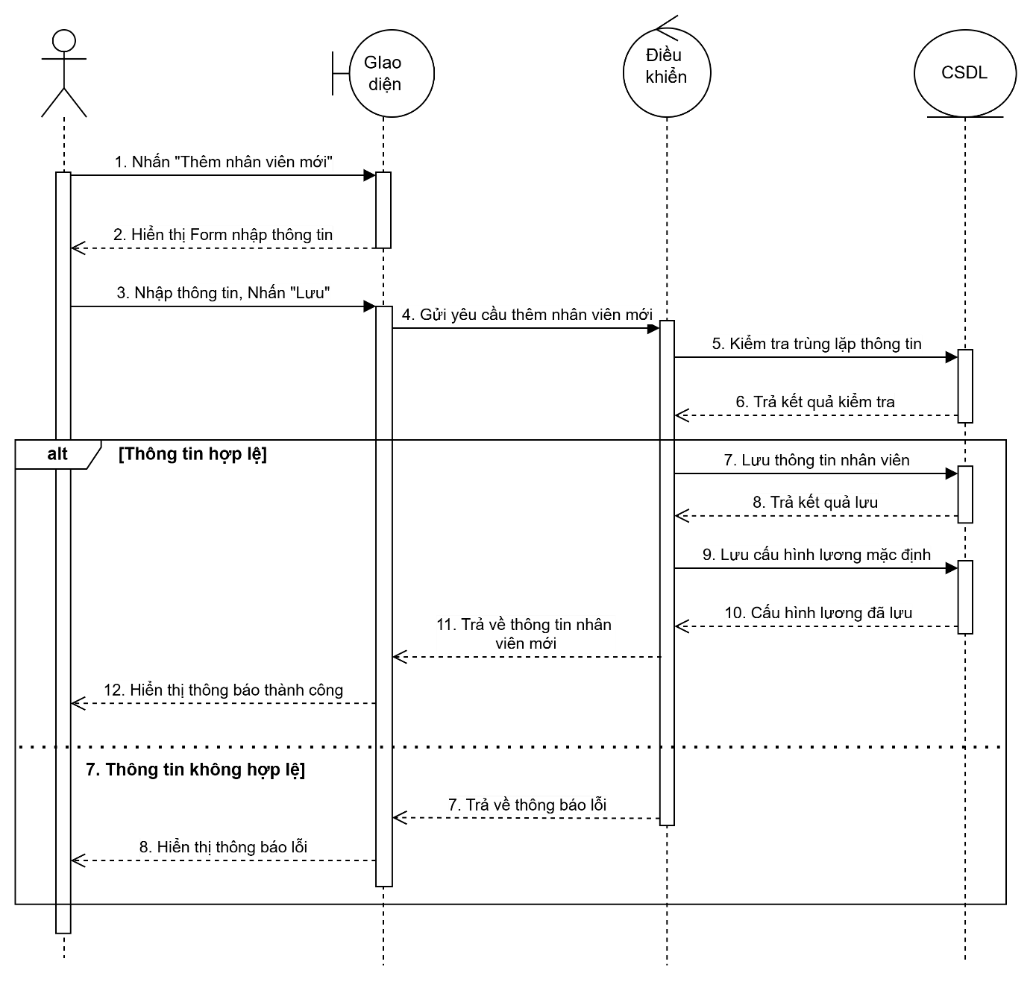 GIao
diện
Điều
khiển
CSDL
1. Nhấn "Thêm nhân viên mới"
2. Hiển thị Form nhập thông tin
3. Nhập thông tin, Nhấn "Lưu"
4. Gửi yêu cầu thêm nhân viên mới
5. Kiểm tra trùng lặp thông tin
6. Trả kết quả kiểm tra
alt
[Thông tin hợp lệ]
7. Lưu thông tin nhân viên
8. Trả kết quả lưu
9. Lưu cấu hình lương mặc định
10. Cấu hình lương đã lưu
11. Trả về thông tin nhân
viên mới
12. Hiển thị thông báo thành công
7. Thông tin không hợp lệ]
7. Trả về thông báo lỗi
8. Hiển thị thông báo lỗi